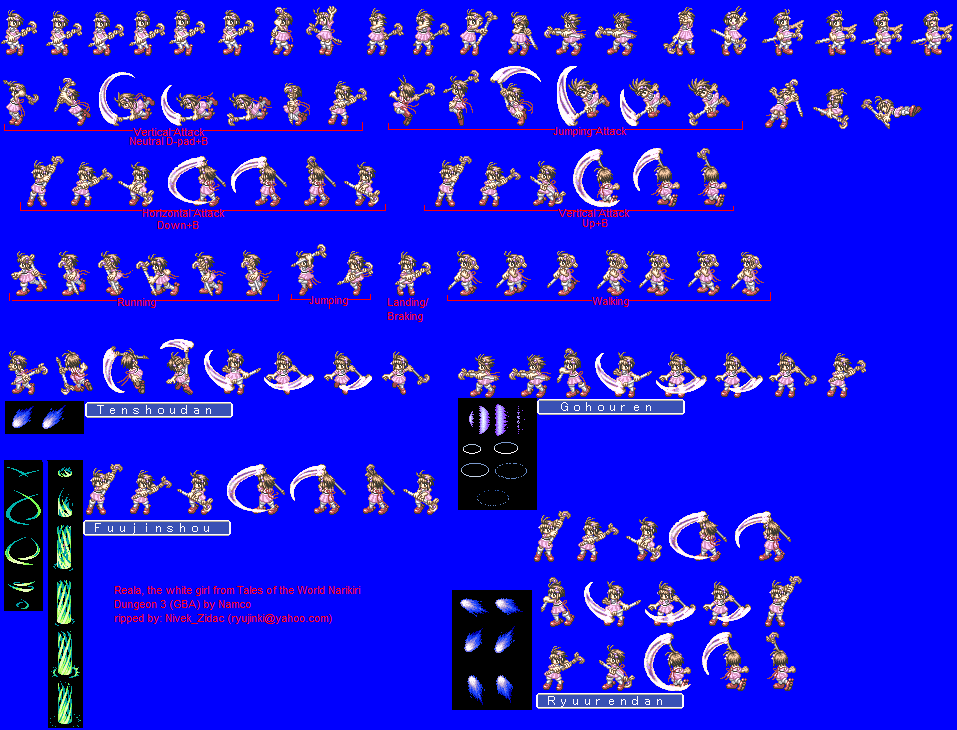 Vertical Attack
Neutral D-pad+B
Jumping Attack
Horizontal Attack
Down+B
Vertical Attack
Up+B
Running
Jumping
Landing/
Braking
Walking
Tenshoudan
Gohouren
Fuujinshou
Reala, the white girl from Tales of the World Narikiri
Dungeon 3 (GBA) by Namco
ripped by: Nivek_Zidac (ryujinki@yahoo.com)
Ryuurendan